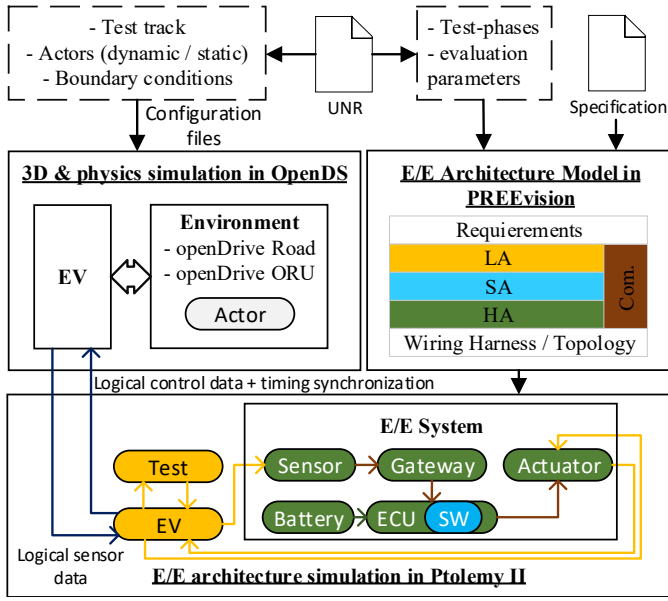 - Test track
- Actors (dynamic / static)
- Boundary conditions
UNR
- Test-phases
- evaluation
parameters
Specification
Configuration
files
3D & physics simulation in OpenDS
EV
Environment
- openDrive Road
- openDrive ORU
Actor
E/E Architecture Model in
PREEvision
Requierements
LA
SA
HA
Com.
Wiring Harness / Topology
Logical control data + timing synchronization
E/E System
Test
Sensor
Gateway
Actuator
EV
Battery
ECU
SW
Logical sensor
data
E/E architecture simulation in Ptolemy II